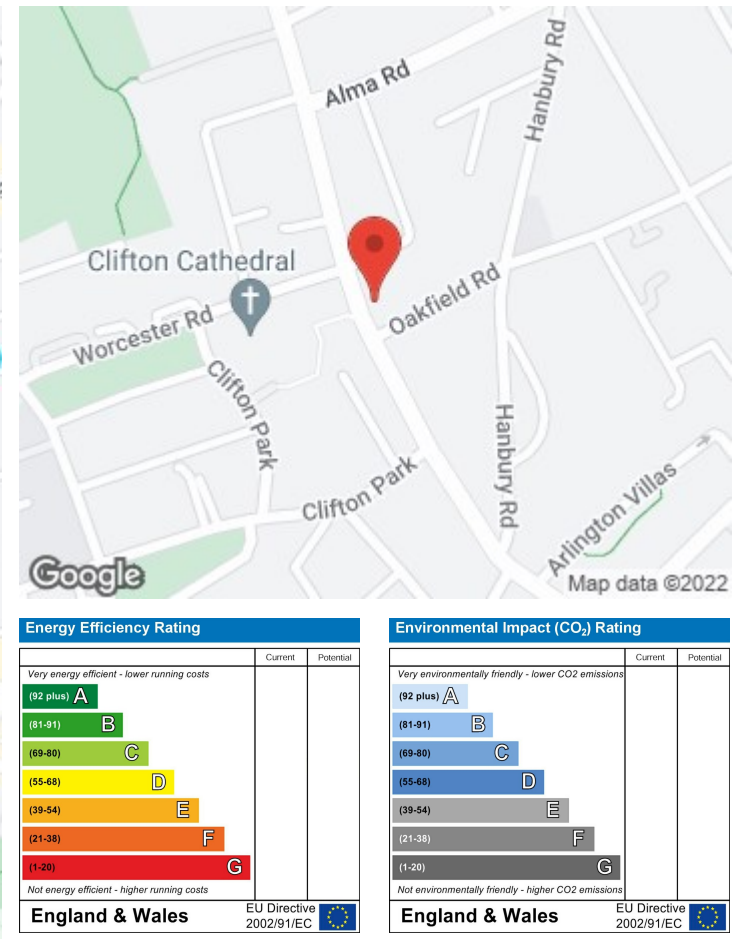 Alma Rd
Hanbury Rd
Clifton Cathedral
Oakfield Rd
Worcester Rd
Clifton Park
Hanbury Rd
Clifton Park
Arlington Villas
Google
Map data ©2022
Energy Efficiency Rating
Current Potential
Very energy efficient - lower running costs
(92 plus) A
(81-91) B
(69-80) C
(55-68) D
(39-54) E
(21-38) F
(1-20) G
Not energy efficient - higher running costs
England & Wales
EU Directive
2002/91/EC
Environmental Impact (CO₂) Rating
Current Potential
Very environmentally friendly - lower CO2 emissions
(92 plus) A
(81-91) B
(69-80) C
(55-68) D
(39-54) E
(21-38) F
(1-20) G
Not environmentally friendly - higher CO2 emissions
England & Wales
EU Directive
2002/91/EC